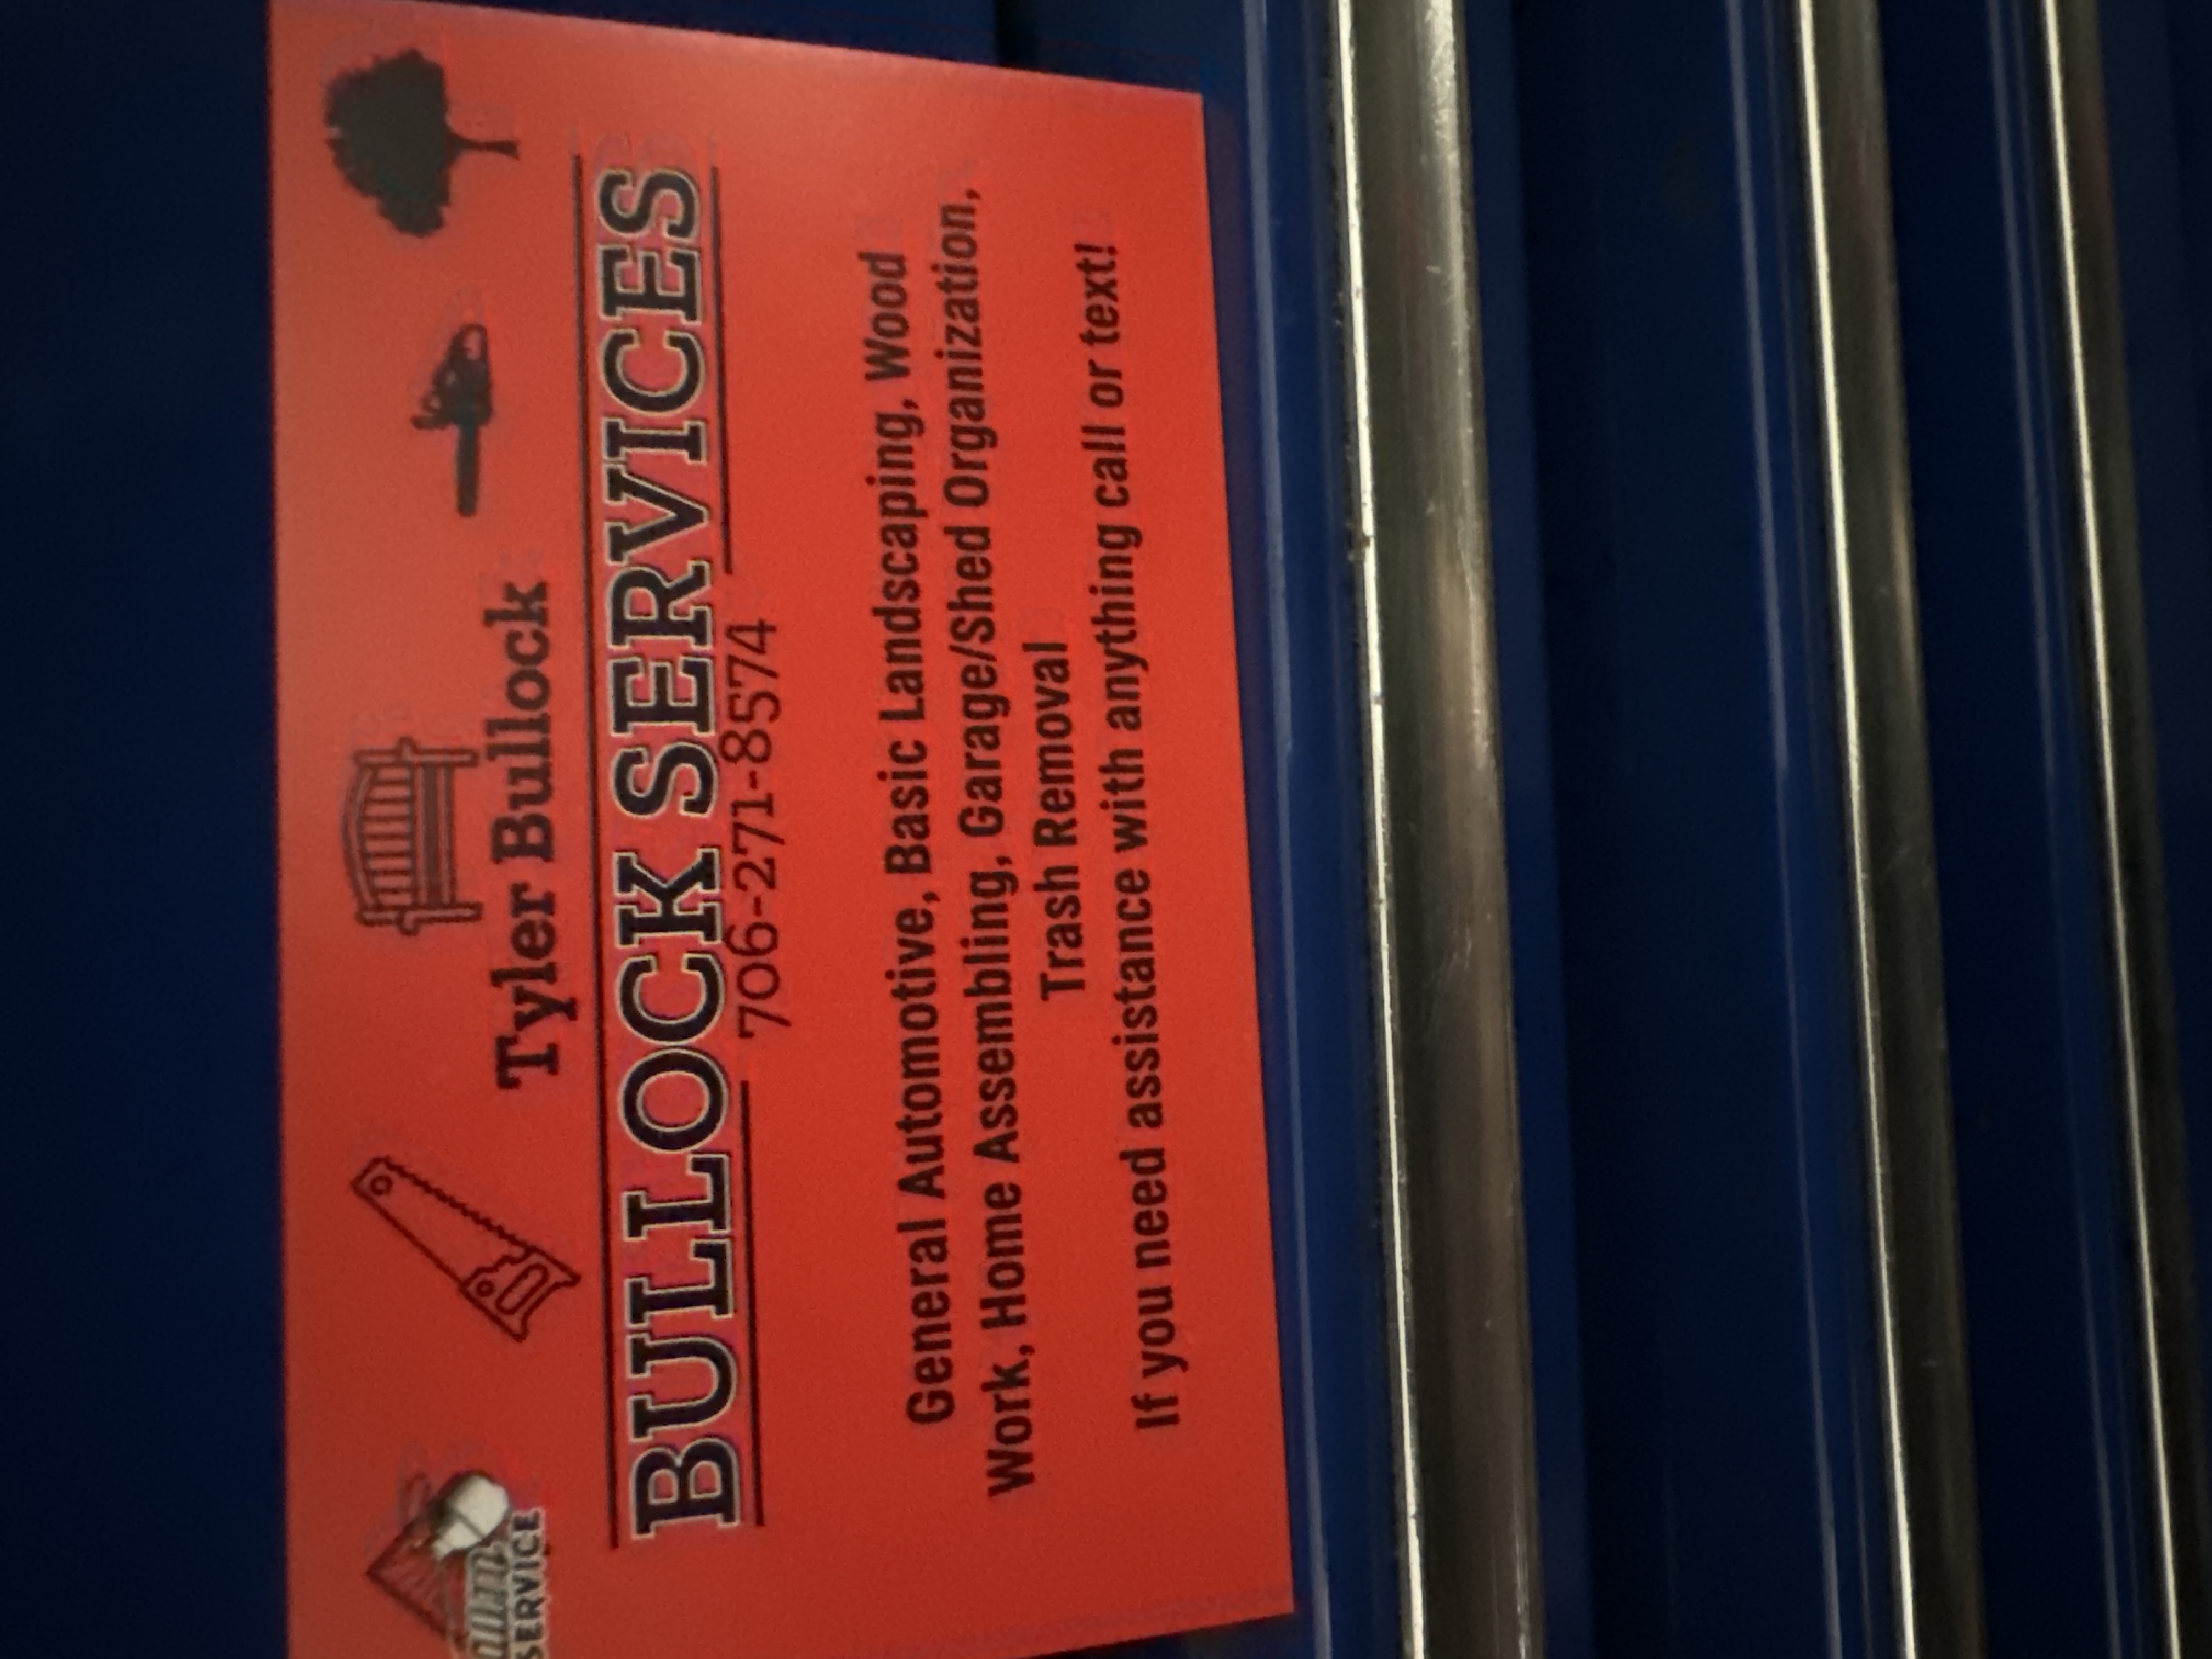 Tyler Bullock
BULLOCK SERVICES
706-271-8574
General Automotive, Basic Landscaping, Wood
Work, Home Assembling, Garage/Shed Organization,
Trash Removal
If you need assistance with anything call or text!
SERVICE